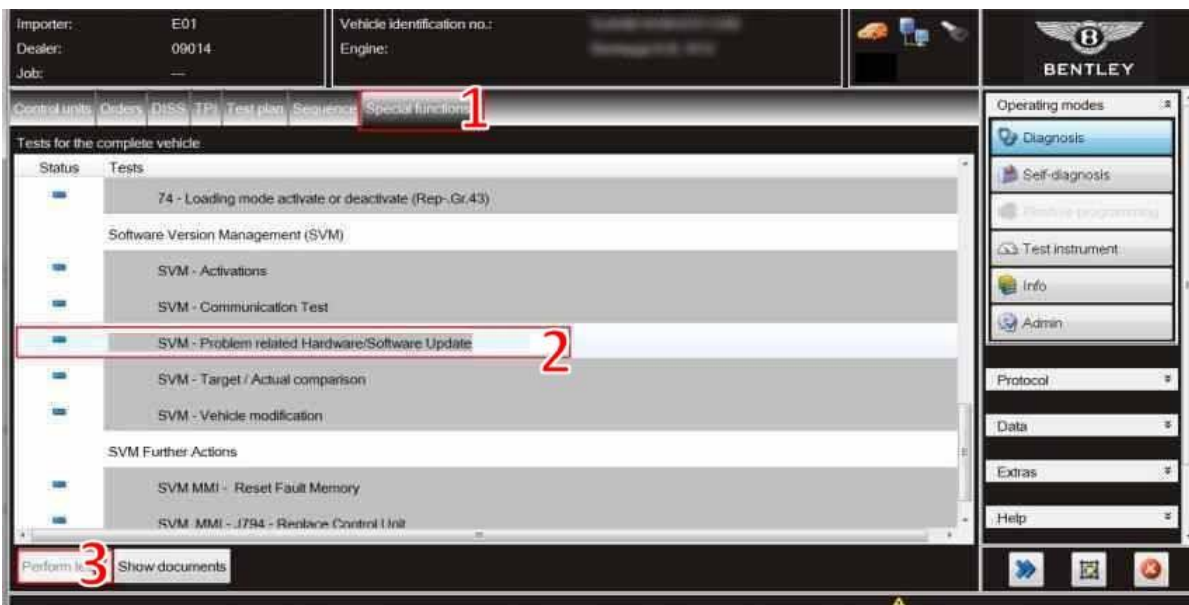 Importer: E01 Vehicle identification no.:
Dealer: 09014 Engine:
Job: ---
BENTLEY
Control units Orders DISS TPI Test plan Sequence Special functions
1
Tests for the complete vehicle
Status Tests
74 - Loading mode activate or deactivate (Rep-.Gr.43)
Software Version Management (SVM)
SVM - Activations
SVM - Communication Test
SVM - Problem related Hardware/Software Update
2
SVM - Target / Actual comparison
SVM - Vehicle modification
SVM Further Actions
SVM MMI - Reset Fault Memory
SVM MMI - J794 - Replace Control Unit
Perform
3
Show documents
Operating modes
Diagnosis
Self-diagnosis
Test instrument
Info
Admin
Protocol
Data
Extras
Help